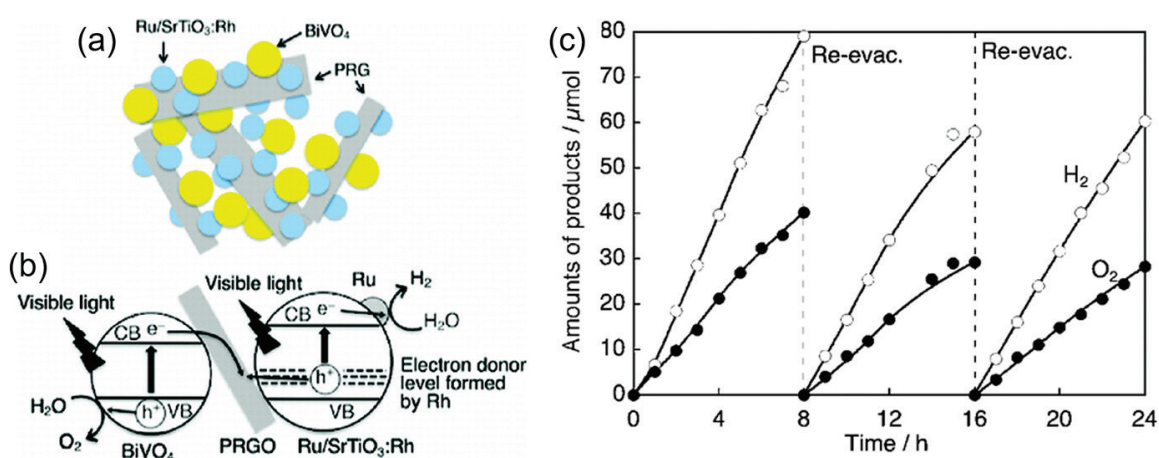 (a)
Ru/SrTiO₃:Rh
BiVO₄
PRG
(b)
Visible light
CB e⁻
H₂O
O₂
h⁺
VB
BiVO₄
PRGO
Visible light
Ru
H₂
H₂O
CB e⁻
h⁺
VB
Electron donor
level formed
by Rh
Ru/SrTiO₃:Rh
(c)
Amounts of products / μmol
80
70
60
50
40
30
20
10
0
Re-evac.
Re-evac.
H₂
O₂
0 4 8 12 16 20 24
Time / h